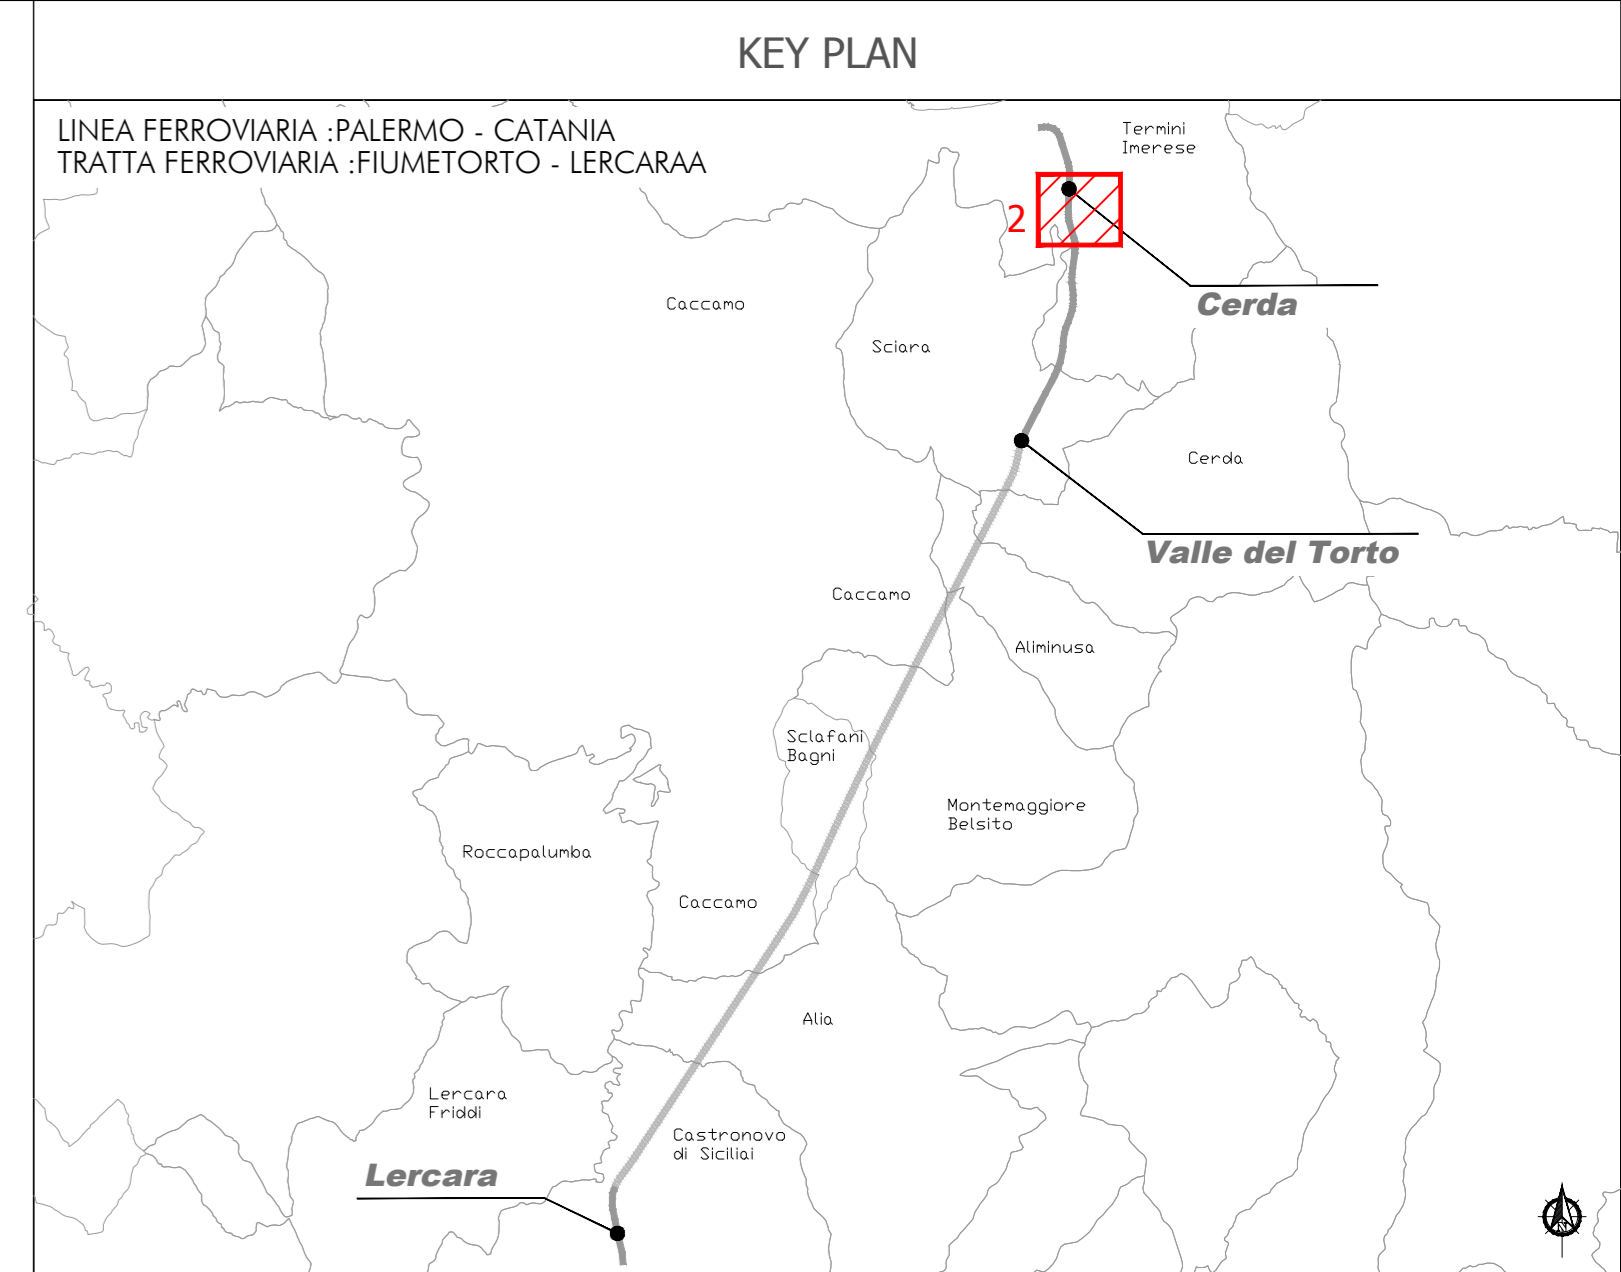 KEY PLAN
LINEA FERROVIARIA :PALERMO - CATANIA
TRATTA FERROVIARIA :FIUMETORTO - LERCARAA
Termini
Imerese
2
Cerda
Caccamo
Sciara
Cerda
Valle del Torto
Caccamo
Aliminusa
Sclafani
Bagni
Montemaggiore
Belsito
Roccapalumba
Caccamo
Alia
Lercara
Friddi
Castronovo
di Siciliai
Lercara
N